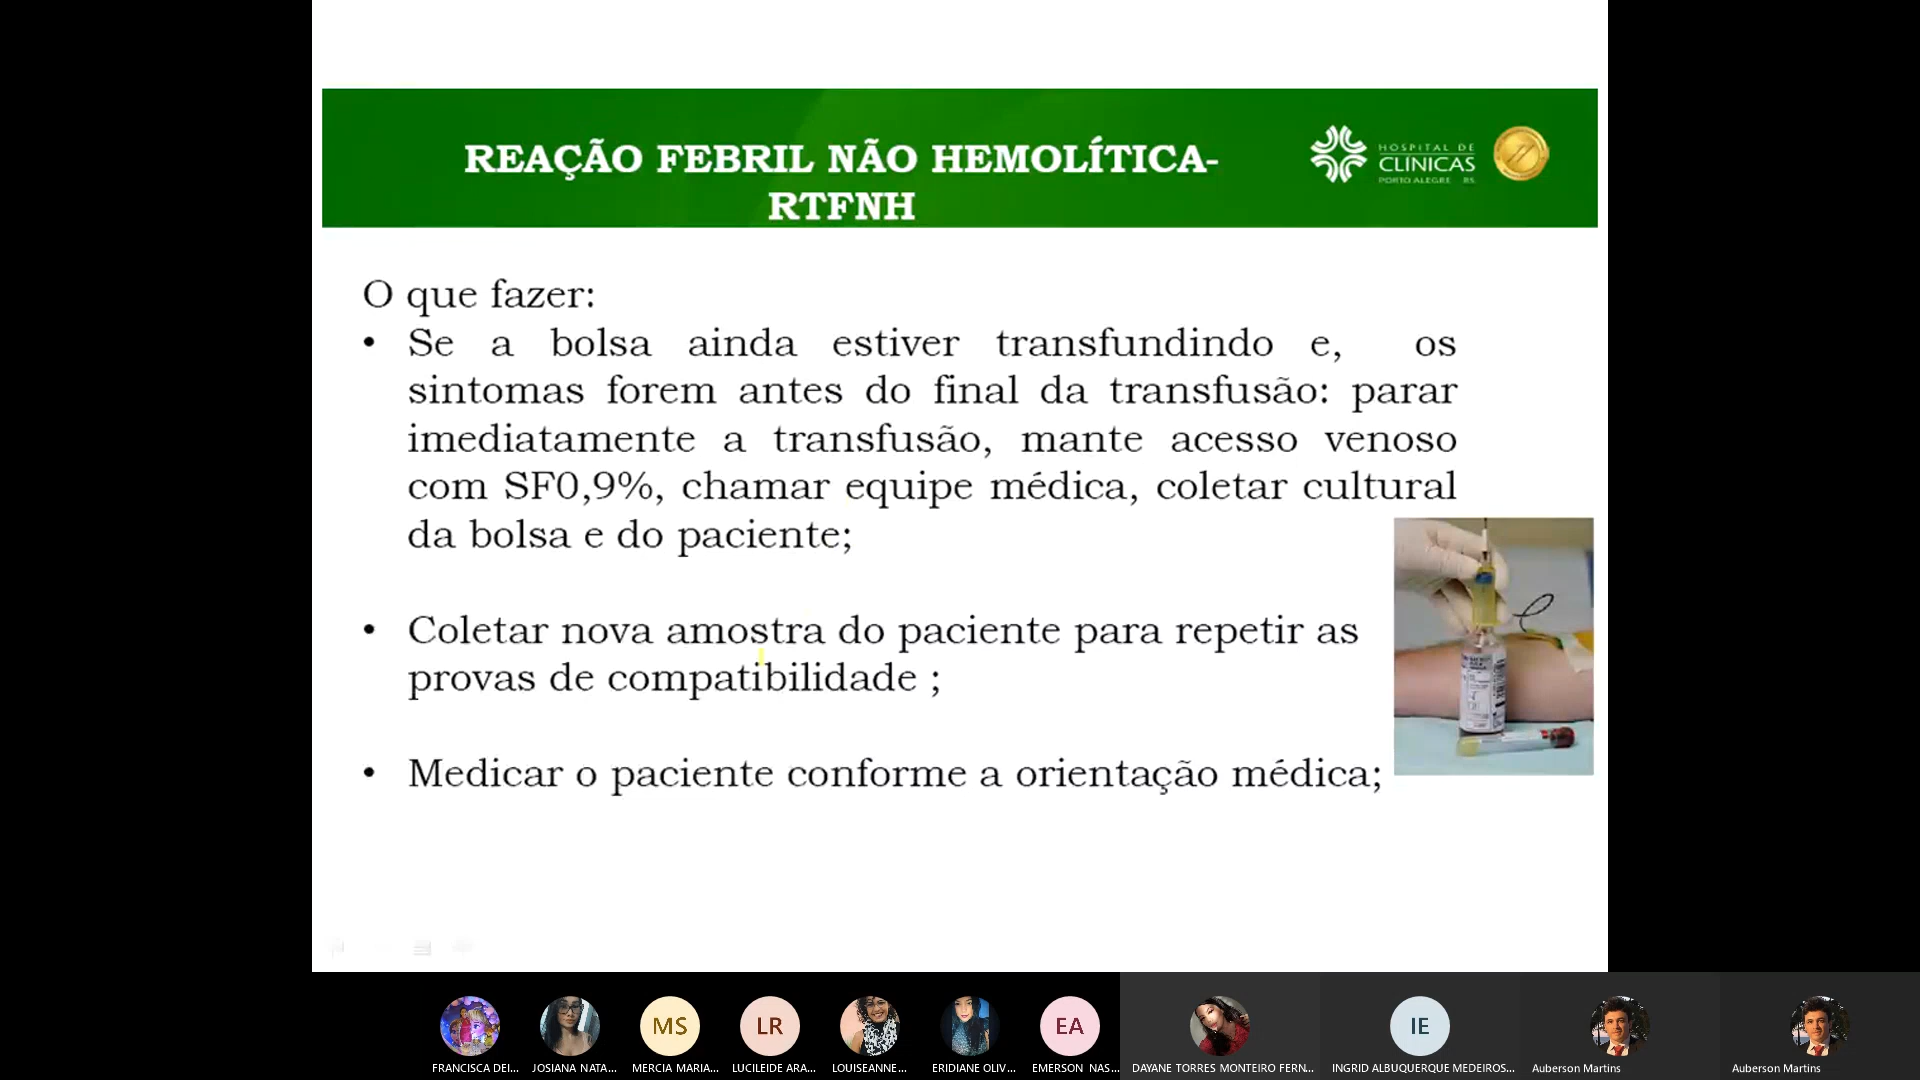 REAÇÃO FEBRIL NÃO HEMOLÍTICA-
RTFNH
HOSPITAL DE
CLÍNICAS
PORTO ALEGRE RS
O que fazer:
• Se a bolsa ainda estiver transfundindo e, os
sintomas forem antes do final da transfusão: parar
imediatamente a transfusão, mante acesso venoso
com SF0,9%, chamar equipe médica, coletar cultural
da bolsa e do paciente;
• Coletar nova amostra do paciente para repetir as
provas de compatibilidade ;
• Medicar o paciente conforme a orientação médica;
MS
LR
EA
IE
FRANCISCA DEI...
JOSIANA NATA...
MERCIA MARIA...
LUCILEIDE ARA...
LOUISEANNE...
ERIDIANE OLIV...
EMERSON NAS...
DAYANE TORRES MONTEIRO FERN...
INGRID ALBUQUERQUE MEDEIROS...
Auberson Martins
Auberson Martins